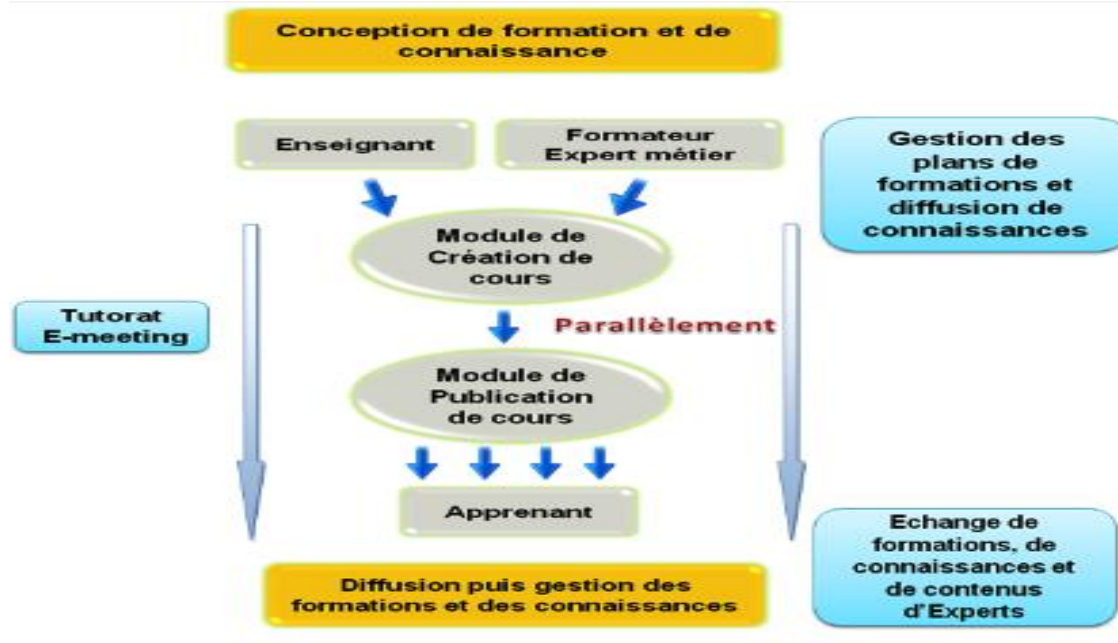 Conception de formation et de
connaissance
Enseignant
Formateur
Expert métier
Gestion des
plans de
formations et
diffusion de
connaissances
Module de
Création de
cours
Tutorat
E-meeting
Parallèlement
Module de
Publication
de cours
Apprenant
Echange de
formations, de
connaissances et
de contenus
d'Experts
Diffusion puis gestion des
formations et des connaissances